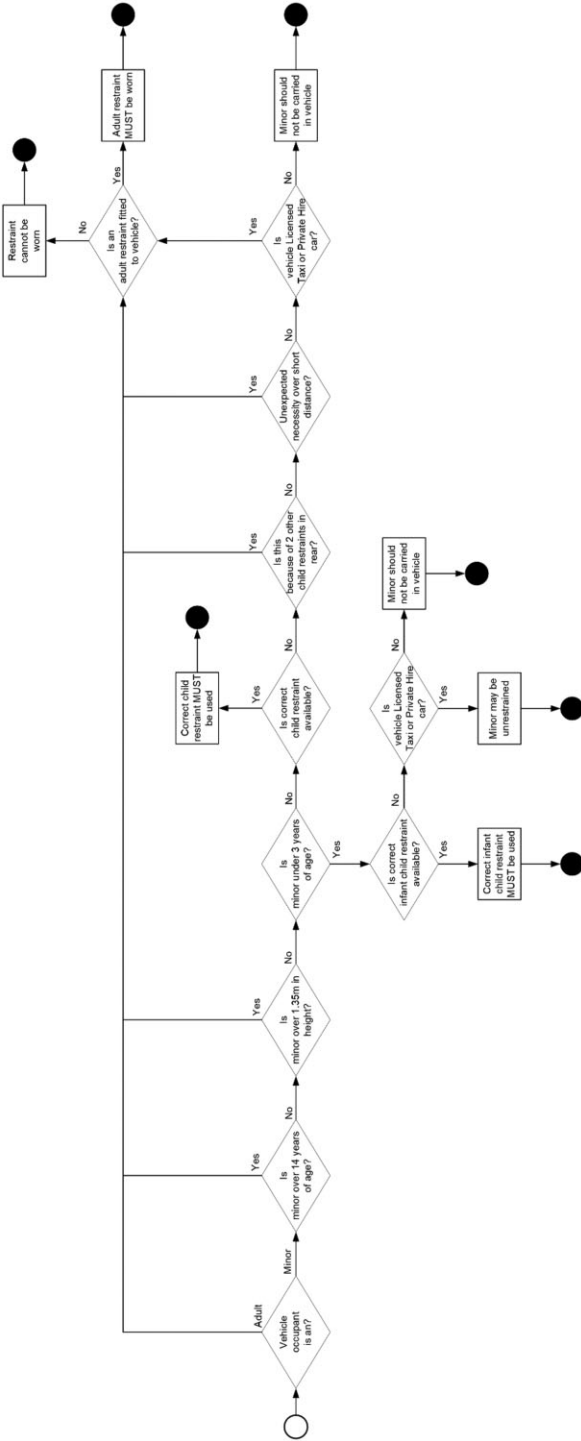 Vehicle
occupant
is an?
Adult
Minor
Is
minor over 14 years
of age?
Yes
No
Is
minor over 1.35m in
height?
Yes
No
Is
minor under 3 years
of age?
Yes
No
Is correct
infant child restraint
available?
Yes
Correct infant
child restraint
MUST be used
No
Is
vehicle Licensed
Taxi or Private Hire
car?
Yes
Minor may be
unrestrained
No
Minor should
not be carried
in vehicle
Is correct
child restraint
available?
Yes
Correct child
restraint MUST
be used
No
Is this
because of 2 other
child restraints in
rear?
Yes
No
Unexpected
necessity over short
distance?
Yes
No
Is
vehicle Licensed
Taxi or Private Hire
car?
Yes
No
Minor should
not be carried
in vehicle
Is an
adult restraint fitted
to vehicle?
No
Restraint
cannot be
worn
Yes
Adult restraint
MUST be worn